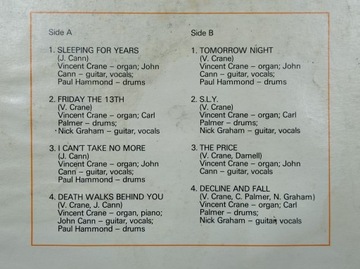 Side A
1. SLEEPING FOR YEARS
(J. Cann)
Vincent Crane – organ; John
Cann – guitar, vocals;
Paul Hammond – drums
2. FRIDAY THE 13TH
(V. Crane)
Vincent Crane – organ; Carl
Palmer – drums;
Nick Graham – guitar, vocals
3. I CAN'T TAKE NO MORE
(J. Cann)
Vincent Crane – organ; John
Cann – guitar, vocals;
Paul Hammond – drums
4. DEATH WALKS BEHIND YOU
(V. Crane, J. Cann)
Vincent Crane – organ, piano;
John Cann – guitar, vocals;
Paul Hammond – drums
Side B
1. TOMORROW NIGHT
(V. Crane)
Vincent Crane – organ; John
Cann – guitar, vocals;
Paul Hammond – drums
2. S.L.Y.
(V. Crane)
Vincent Crane – organ; Carl
Palmer – drums;
Nick Graham – guitar, vocals
3. THE PRICE
(V. Crane, Darnell)
Vincent Crane – organ; John
Cann – guitar, vocals;
Paul Hammond – drums
4. DECLINE AND FALL
(V. Crane, C. Palmer, N. Graham)
Vincent Crane – organ; Carl
Palmer – drums;
Nick Graham – guitar, vocals